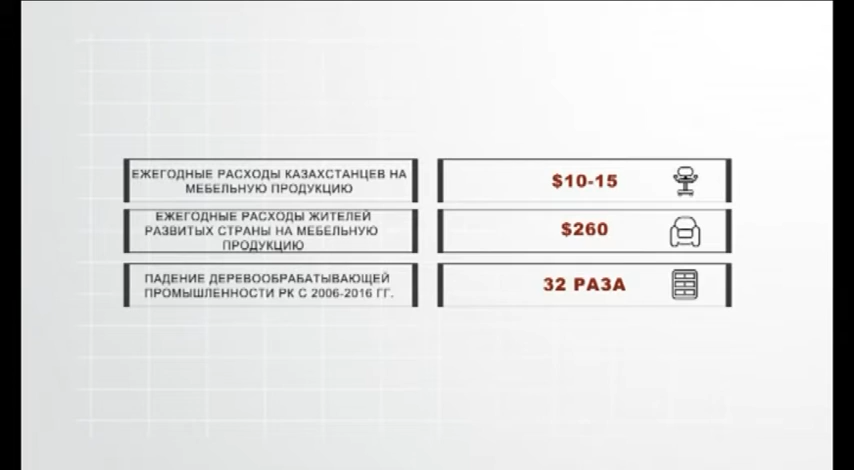 ЕЖЕГОДНЫЕ РАСХОДЫ КАЗАХСТАНЦЕВ НА
МЕБЕЛЬНУЮ ПРОДУКЦИЮ
$10-15
ЕЖЕГОДНЫЕ РАСХОДЫ ЖИТЕЛЕЙ
РАЗВИТЫХ СТРАНЫ НА МЕБЕЛЬНУЮ
ПРОДУКЦИЮ
$260
ПАДЕНИЕ ДЕРЕВООБРАБАТЫВАЮЩЕЙ
ПРОМЫШЛЕННОСТИ РК С 2006-2016 ГГ.
32 РАЗА